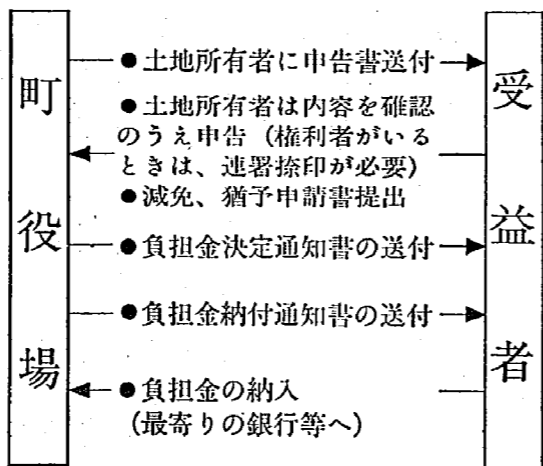 町役場
●土地所有者に申告書送付
●土地所有者は内容を確認
のうえ申告（権利者がいる
ときは、連署捺印が必要）
●減免、猶予申請書提出
●負担金決定通知書の送付
●負担金納付通知書の送付
●負担金の納入
（最寄りの銀行等へ）
受益者